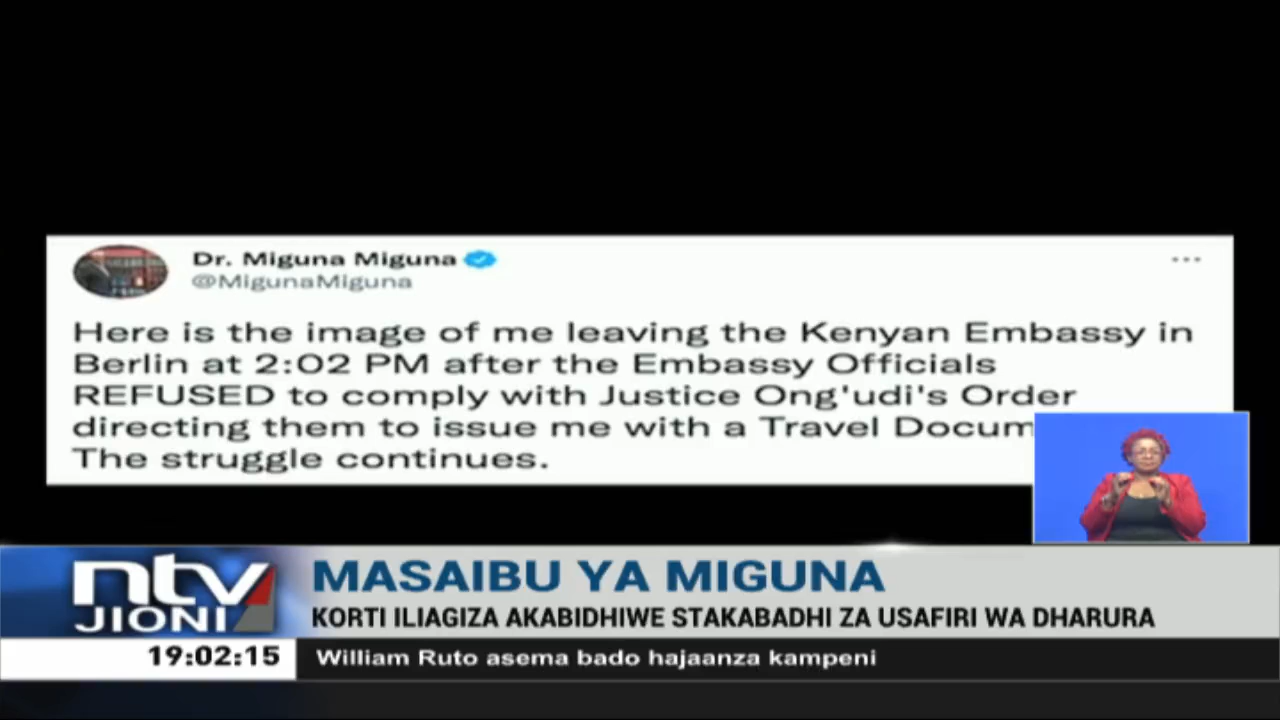 Dr. Miguna Miguna
@MigunaMiguna
Here is the image of me leaving the Kenyan Embassy in
Berlin at 2:02 PM after the Embassy Officials
REFUSED to comply with Justice Ong'udi's Order
directing them to issue me with a Travel Docum
The struggle continues.
ntv
JIONI
MASAIBU YA MIGUNA
KORTI ILIAGIZA AKABIDHIWE STAKABADHI ZA USAFIRI WA DHARURA
19:02:15
William Ruto asema bado hajaanza kampeni